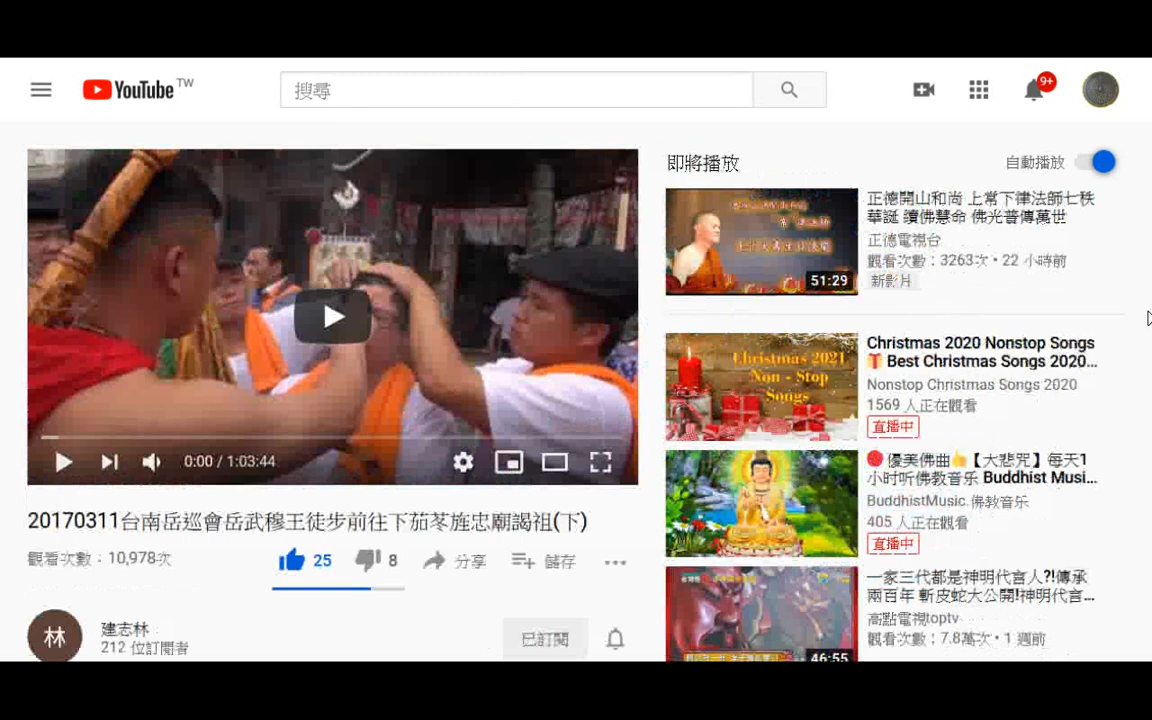 YouTube TW
搜尋
9+
0:00 / 1:03:44
20170311台南岳巡會岳武穆王徒步前往下茄苳旌忠廟謁祖(下)
觀看次數：10,978次
25
8
分享
儲存
林
建志林
212 位訂閱者
已訂閱
即將播放
自動播放
51:29
正德開山和尚 上常下律法師七秩
華誕 續佛慧命 佛光普傳萬世
正德電視台
觀看次數：3263次 • 22 小時前
新影片
Christmas 2021
Non - Stop
Songs
Christmas 2020 Nonstop Songs
🎁 Best Christmas Songs 2020...
Nonstop Christmas Songs 2020
1569 人正在觀看
直播中
🔴 優美佛曲👍【大悲咒】每天1
小时听佛教音乐 Buddhist Musi...
BuddhistMusic 佛教音乐
405 人正在觀看
直播中
46:55
一家三代都是神明代言人?!傳承
兩百年 斬皮蛇大公開!神明代言...
高點電視toptv
觀看次數：7.8萬次 • 1 週前